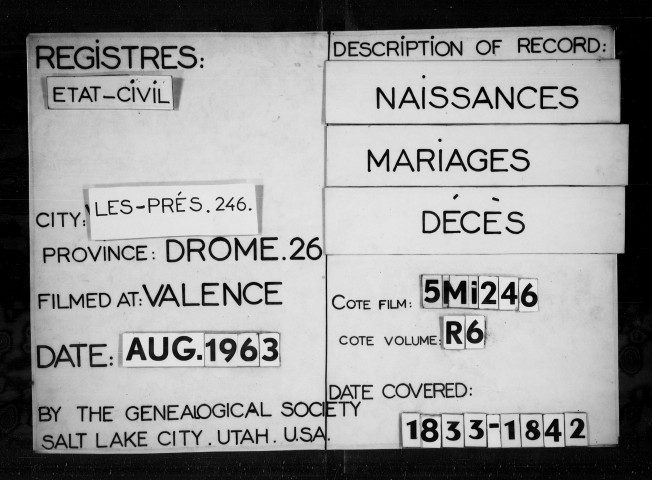 REGISTRES:
ETAT-CIVIL
CITY: LES-PRÉS.246.
PROVINCE: DROME.26
FILMED AT: VALENCE
DATE: AUG.1963
BY THE GENEALOGICAL SOCIETY
SALT LAKE CITY. UTAH. U.S.A.
DESCRIPTION OF RECORD:
NAISSANCES
MARIAGES
DÉCÈS
COTE FILM: 5Mi246
COTE VOLUME: R6
DATE COVERED:
1833-1842